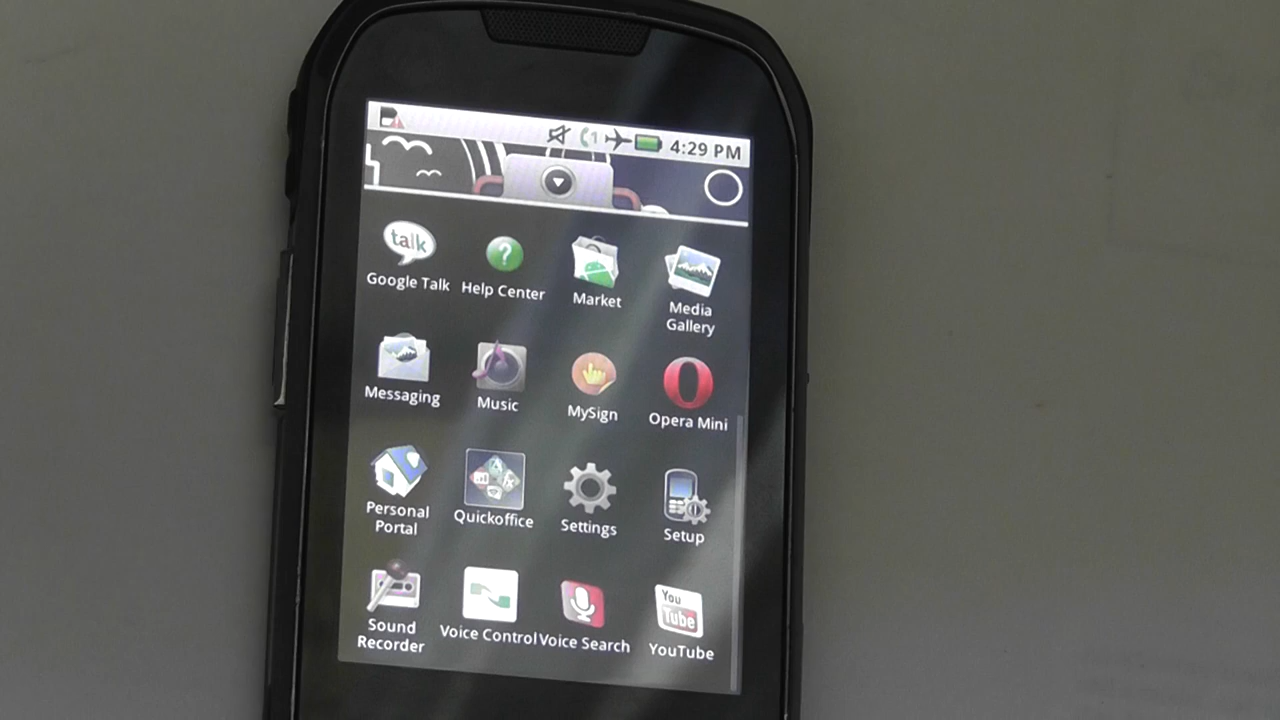 1 4:29 PM
talk
Google Talk Help Center Market Media
Gallery
Messaging Music MySign Opera Mini
Personal
Portal Quickoffice Settings Setup
You
Tube
Sound
Recorder Voice Control Voice Search YouTube